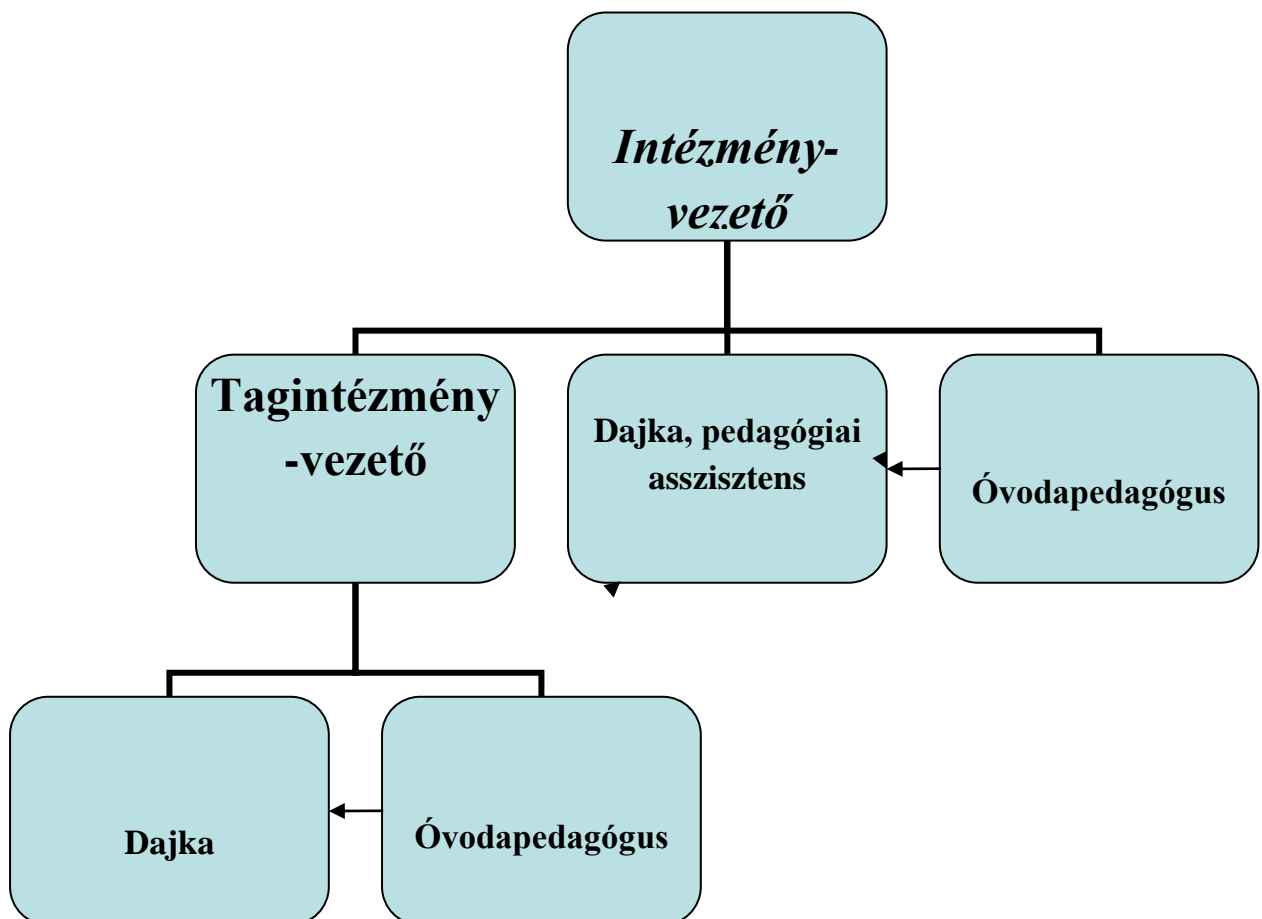 Intézmény-
vezető
Tagintézmény
-vezető
Dajka, pedagógiai
asszisztens
Óvodapedagógus
Dajka
Óvodapedagógus